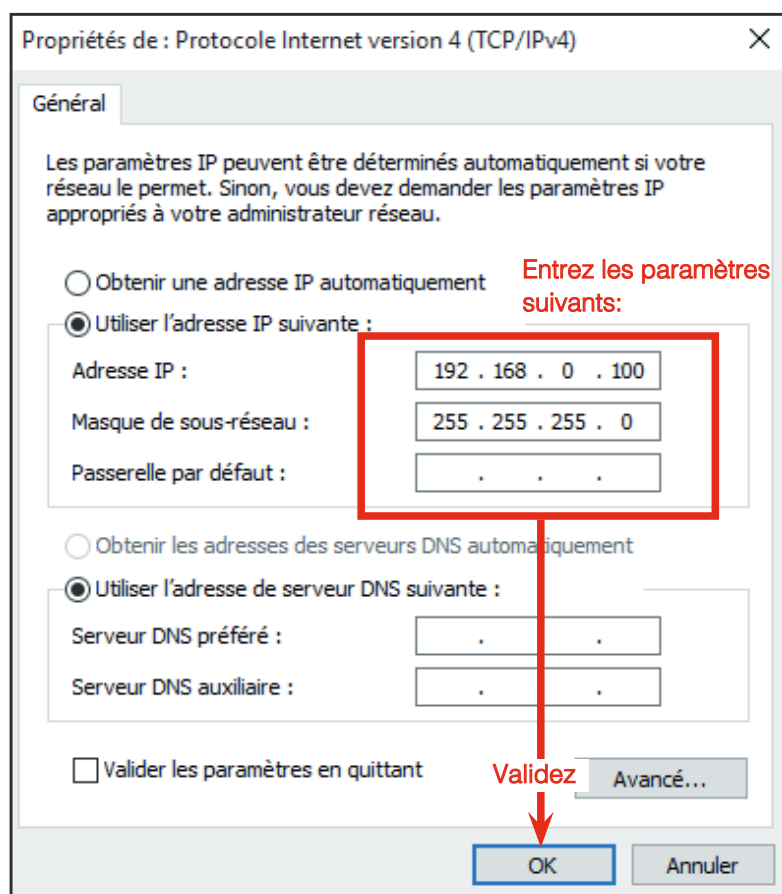 Propriétés de : Protocole Internet version 4 (TCP/IPv4)
Général
Les paramètres IP peuvent être déterminés automatiquement si votre
réseau le permet. Sinon, vous devez demander les paramètres IP
appropriés à votre administrateur réseau.
Obtenir une adresse IP automatiquement
Entrez les paramètres
suivants:
Utiliser l'adresse IP suivante :
Adresse IP : 192 . 168 . 0 . 100
Masque de sous-réseau : 255 . 255 . 255 . 0
Passerelle par défaut : . . .
Obtenir les adresses des serveurs DNS automatiquement
Utiliser l'adresse de serveur DNS suivante :
Serveur DNS préféré : . .
Serveur DNS auxiliaire : . .
Valider les paramètres en quittant
Validez
Avancé...
OK Annuler